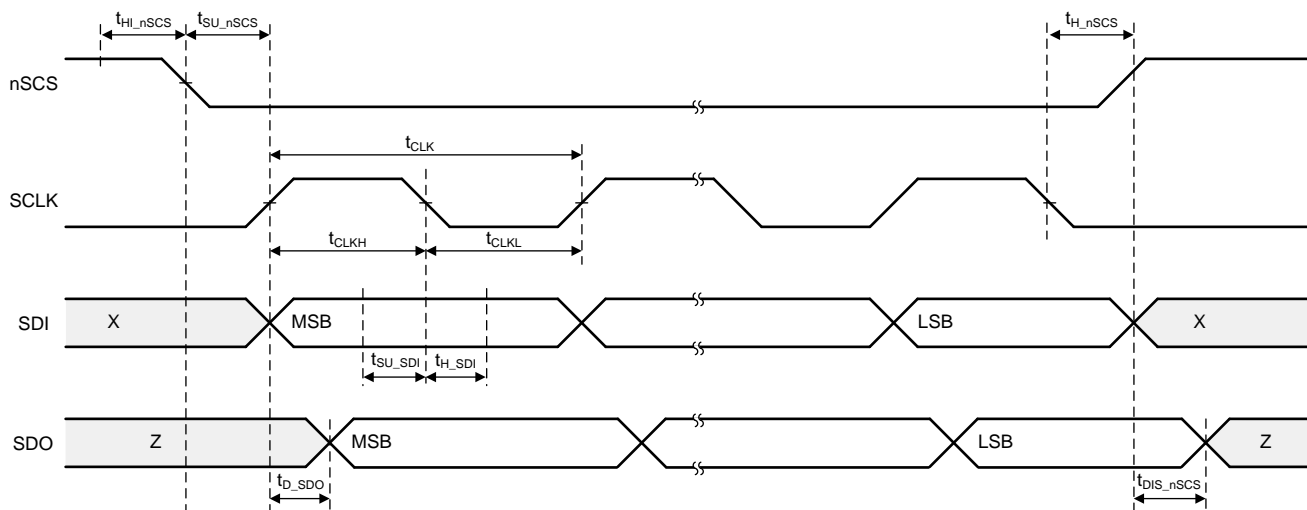 tHI_nSCS tSU_nSCS tH_nSCS
nSCS
tCLK
SCLK
tCLKH tCLKL
SDI X MSB LSB X
tSU_SDI tH_SDI
SDO Z MSB LSB Z
tD_SDO tDIS_nSCS